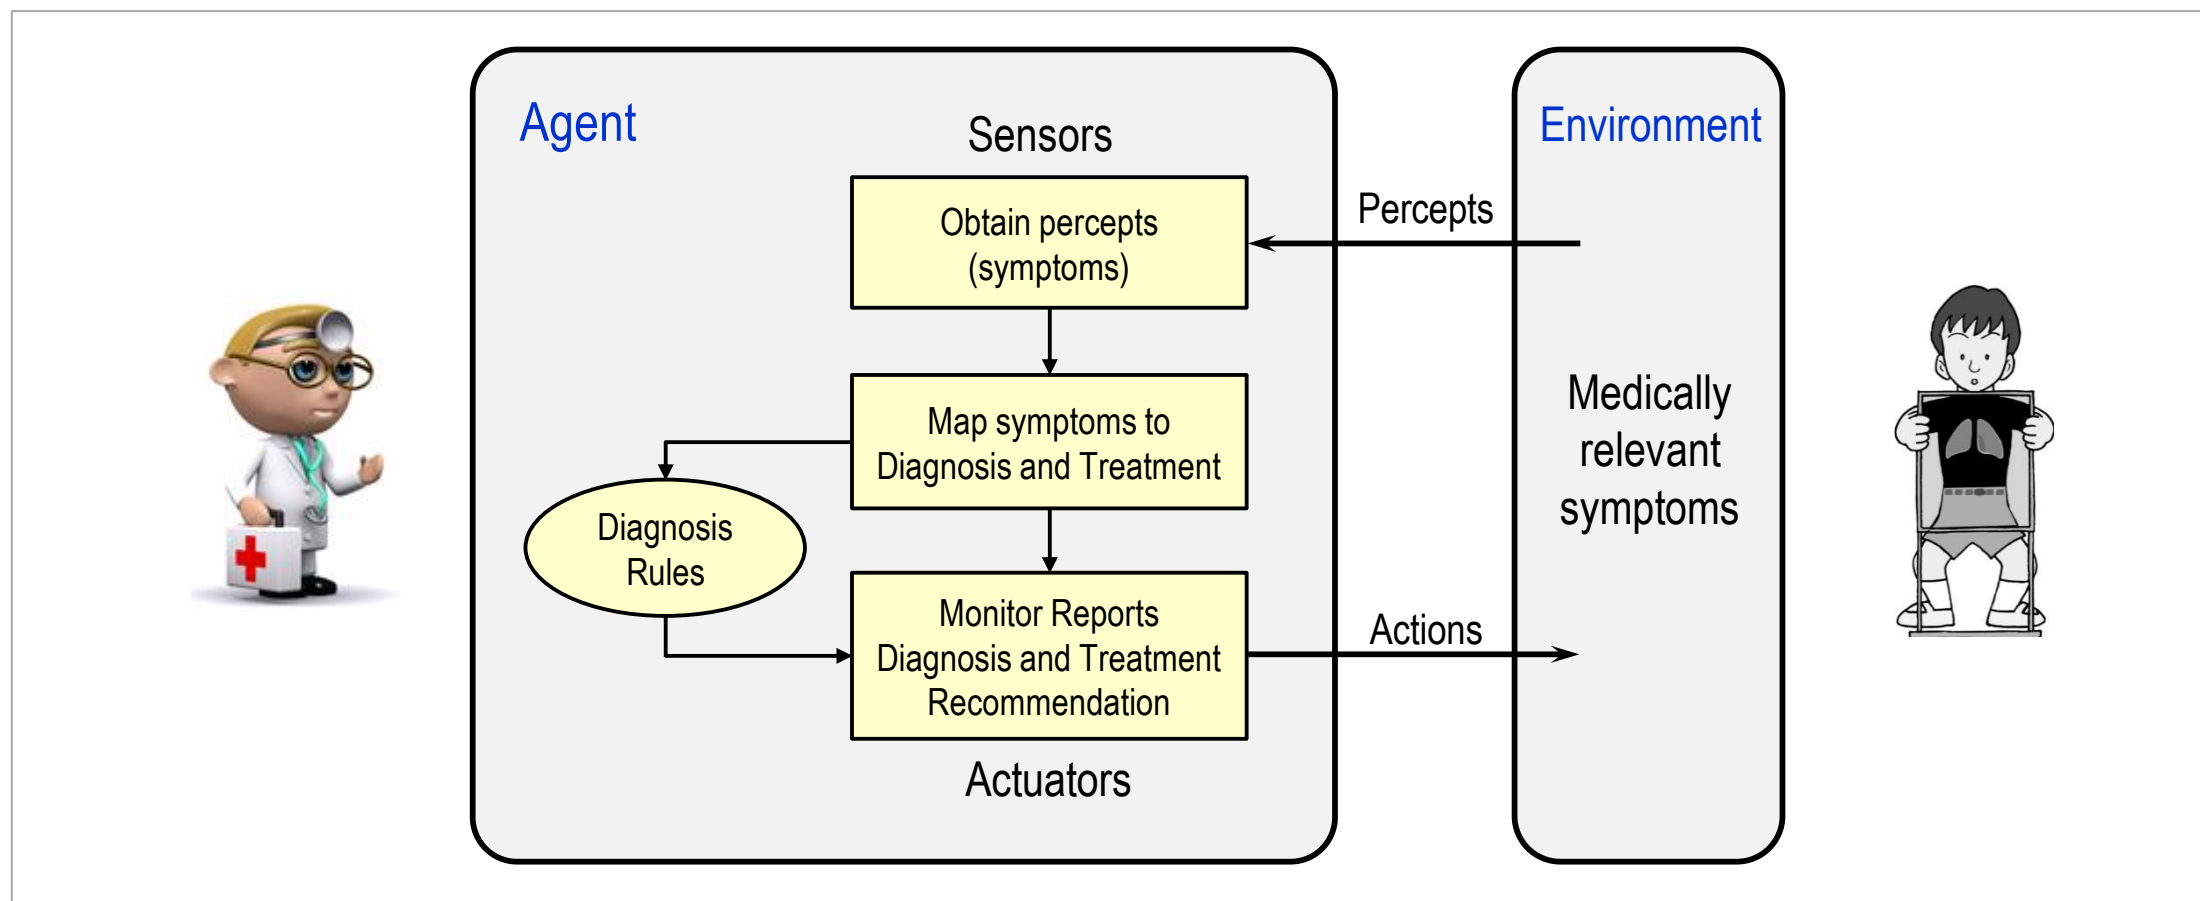 Agent
Sensors
Obtain percepts
(symptoms)
Map symptoms to
Diagnosis and Treatment
Diagnosis
Rules
Monitor Reports
Diagnosis and Treatment
Recommendation
Actuators
Percepts
Actions
Environment
Medically
relevant
symptoms